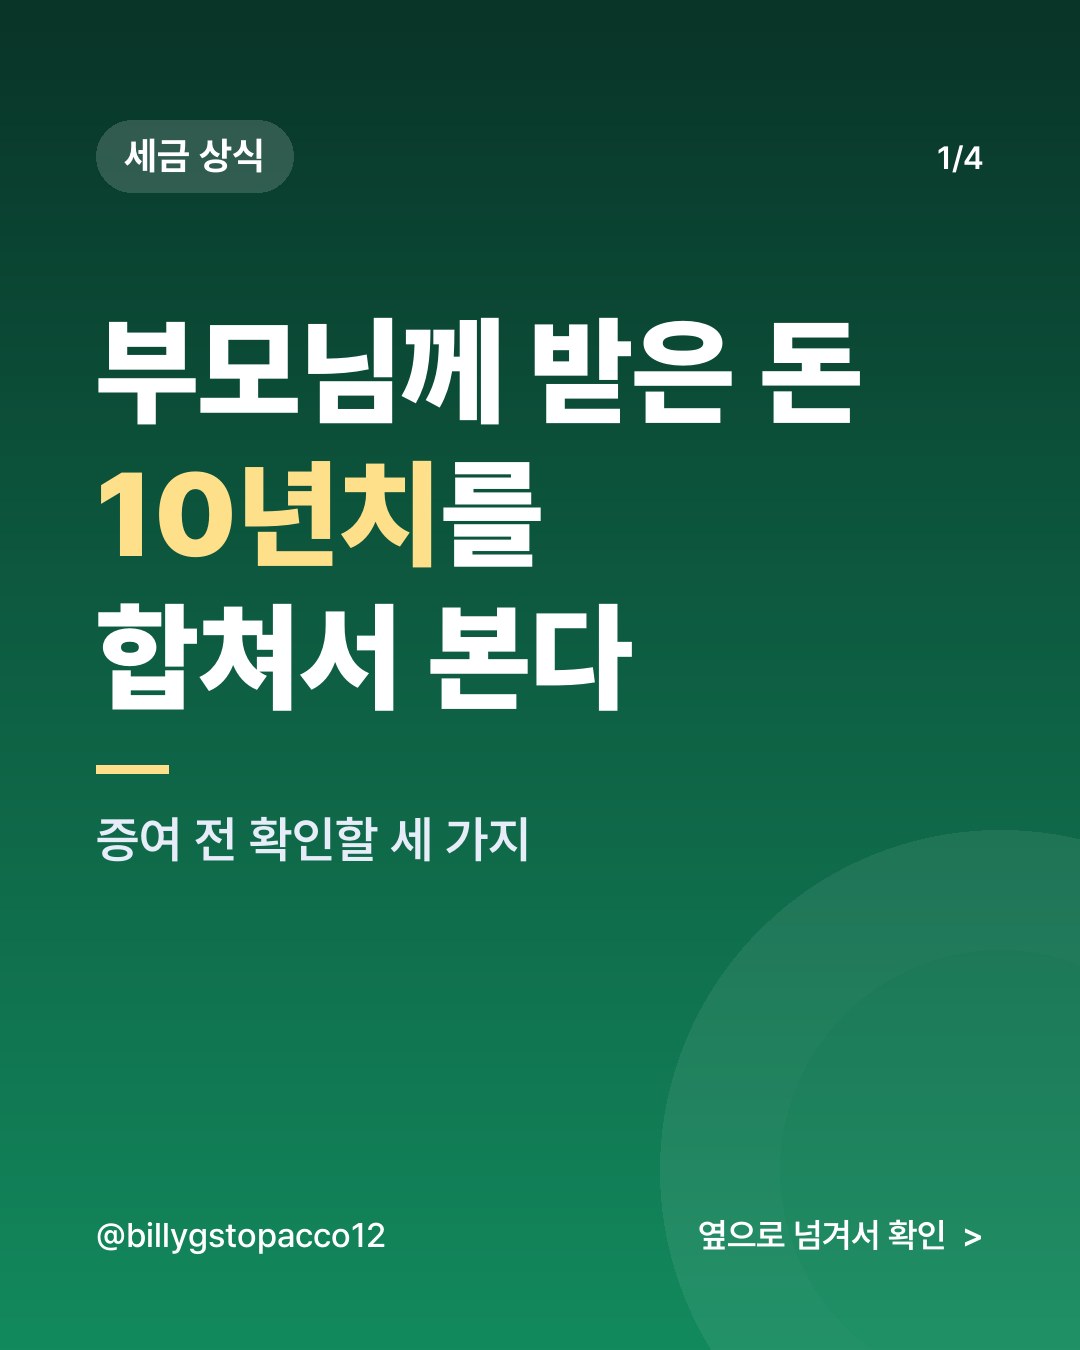 세금 상식
1/4
부모님께 받은 돈
10년치를
합쳐서 본다
증여 전 확인할 세 가지
@billygstopacco12
옆으로 넘겨서 확인 >